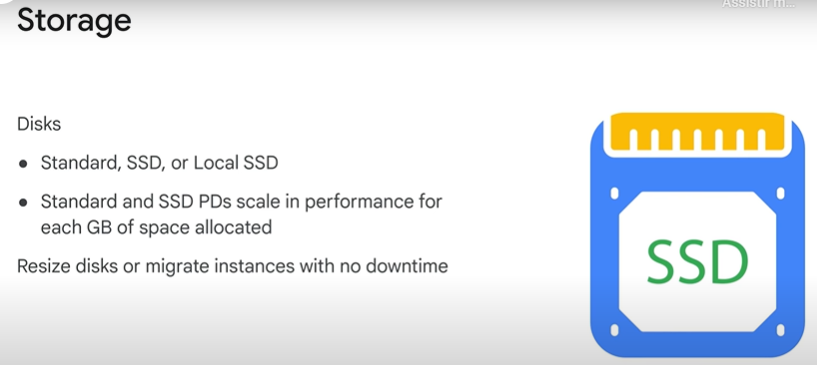 Assistir m...
Storage
Disks
● Standard, SSD, or Local SSD
● Standard and SSD PDs scale in performance for
each GB of space allocated
Resize disks or migrate instances with no downtime
SSD